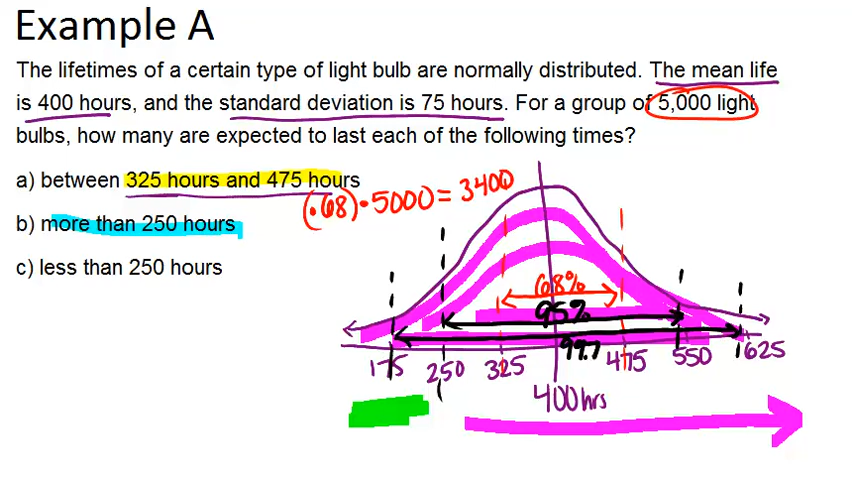 Example A
The lifetimes of a certain type of light bulb are normally distributed. The mean life
is 400 hours, and the standard deviation is 75 hours. For a group of 5,000 light
bulbs, how many are expected to last each of the following times?
a) between 325 hours and 475 hours
(.68)·5000=3400
b) more than 250 hours
c) less than 250 hours
68%
95%
99.7
175 250 325 475 550 625
400hrs